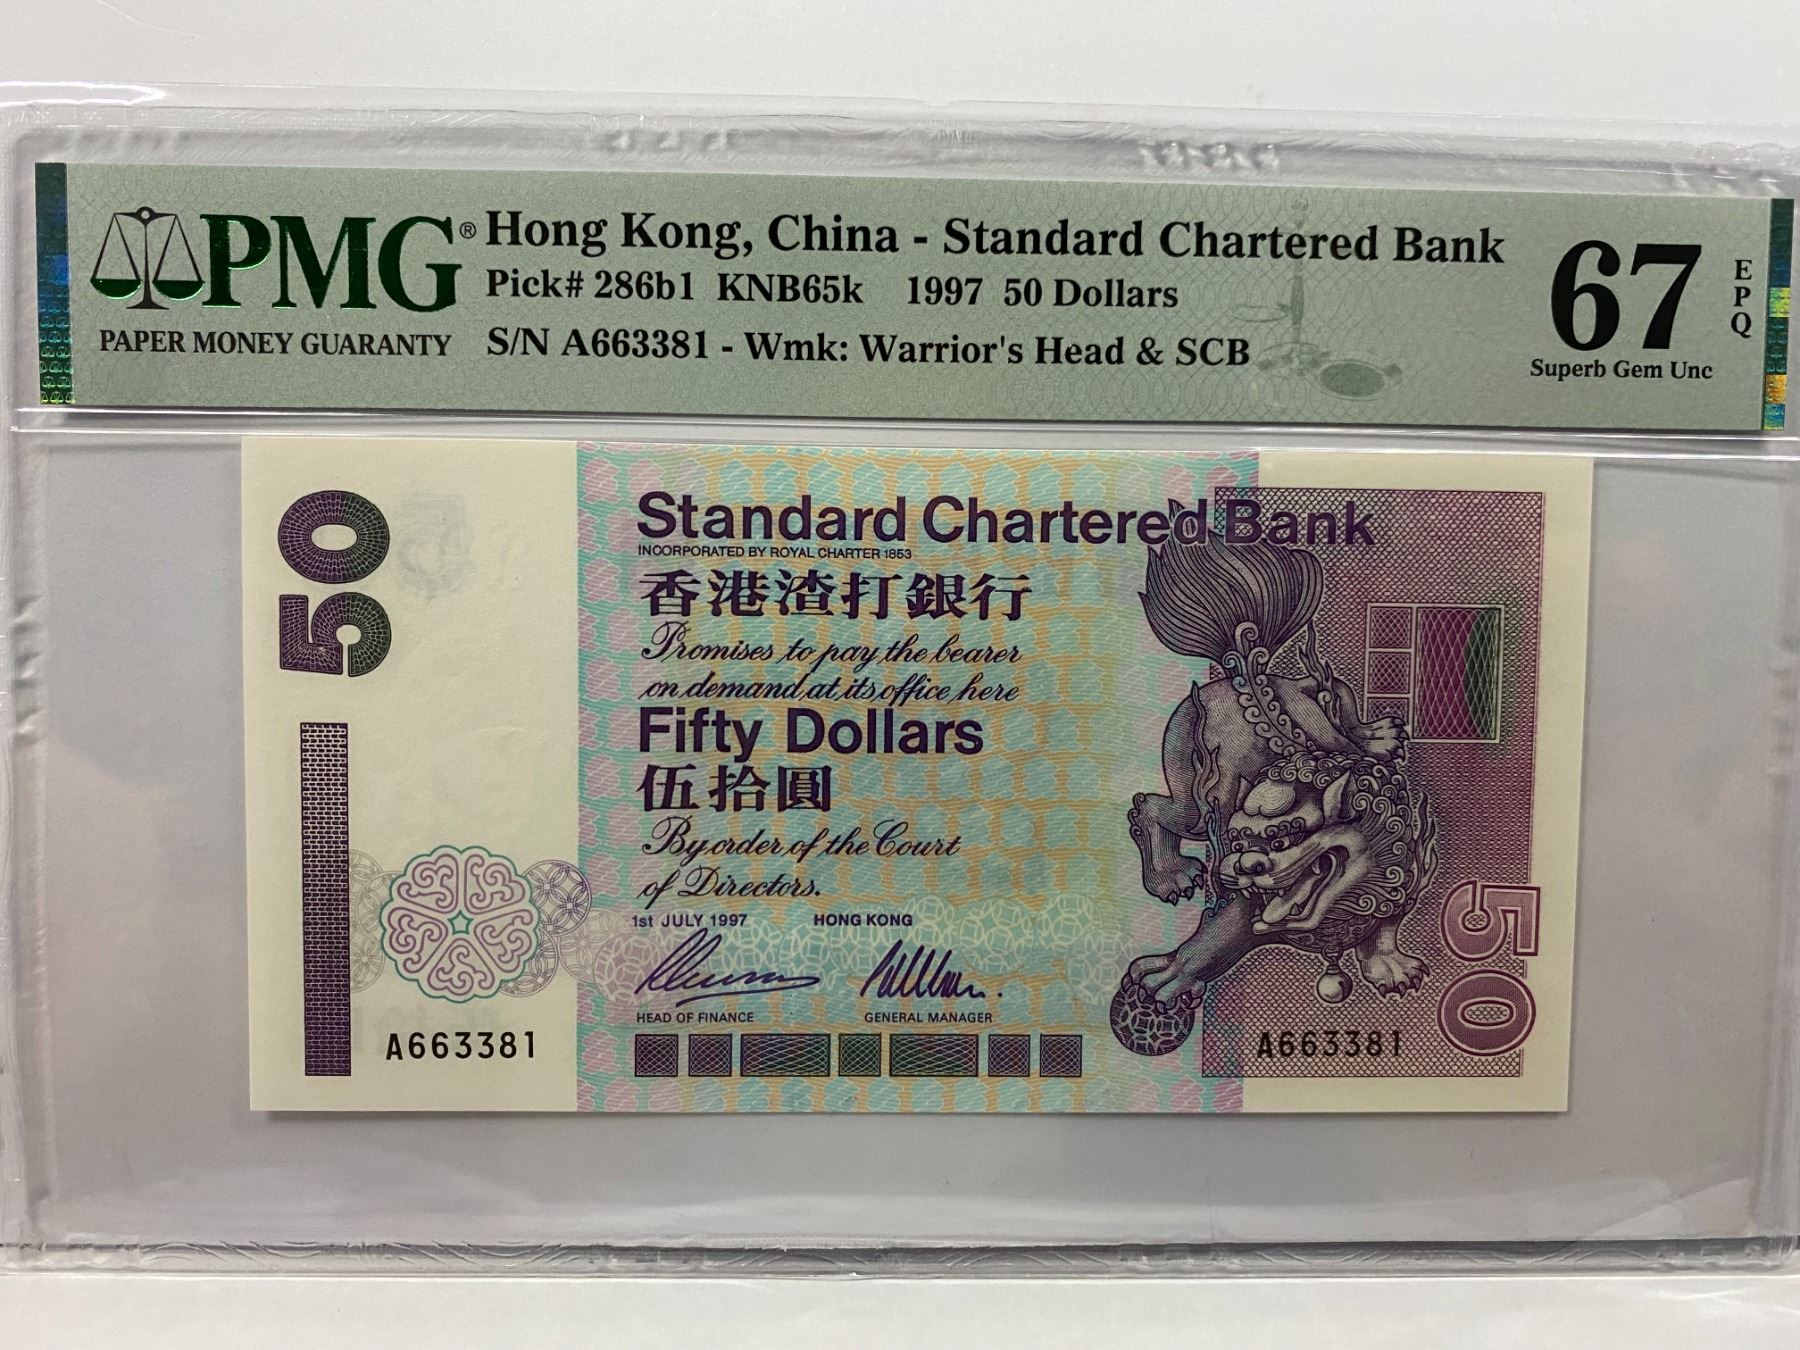 PMG®
PAPER MONEY GUARANTY
Hong Kong, China - Standard Chartered Bank
Pick# 286b1 KNB65k 1997 50 Dollars
S/N A663381 - Wmk: Warrior's Head & SCB
67
EPQ
Superb Gem Unc
50
Standard Chartered Bank
INCORPORATED BY ROYAL CHARTER 1853
香港渣打銀行
Promises to pay the bearer
on demand at its office here
Fifty Dollars
伍拾圓
By order of the Court
of Directors.
1st JULY 1997 HONG KONG
HEAD OF FINANCE GENERAL MANAGER
A663381
A663381
50